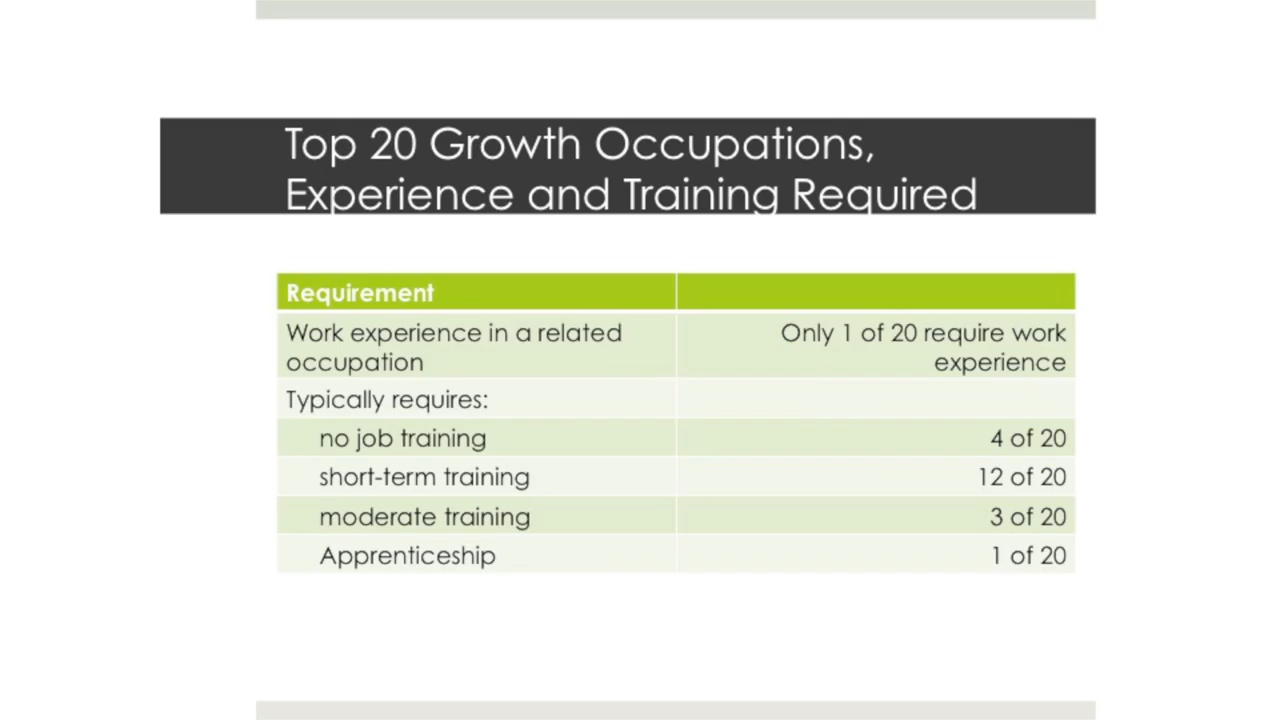 Top 20 Growth Occupations,
Experience and Training Required
Requirement
Work experience in a related
occupation
Only 1 of 20 require work
experience
Typically requires:
no job training
4 of 20
short-term training
12 of 20
moderate training
3 of 20
Apprenticeship
1 of 20